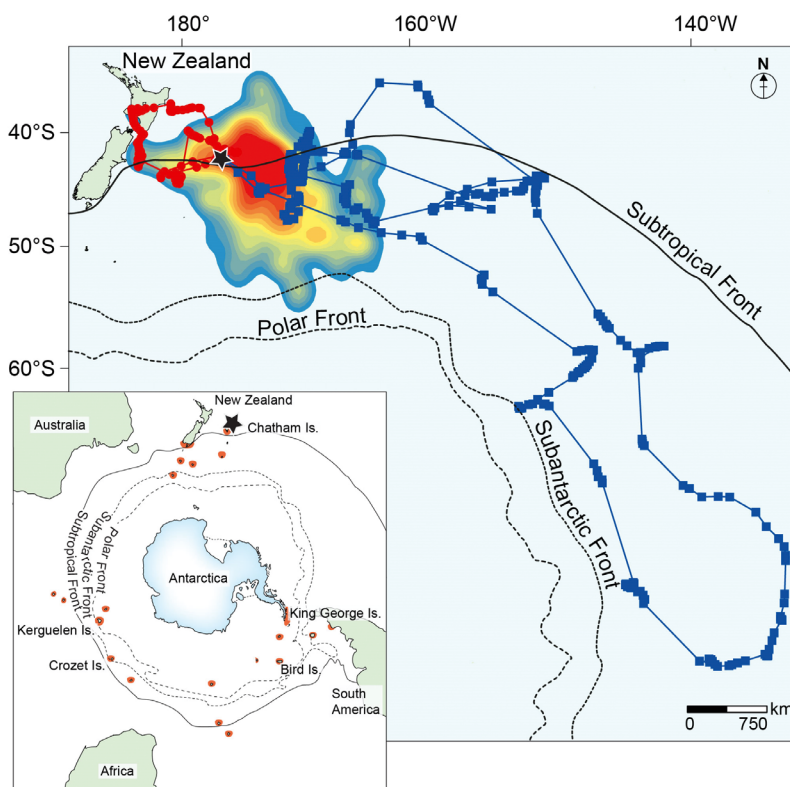 180°
160°W
140°W
New Zealand
N
40°S
50°S
60°S
Subtropical Front
Polar Front
Subantarctic Front
km
0 750
New Zealand
Australia
Chatham Is.
Polar Front
Subantarctic Front
Subtropical Front
Antarctica
King George Is.
Kerguelen Is.
Crozet Is.
Bird Is.
South
America
Africa